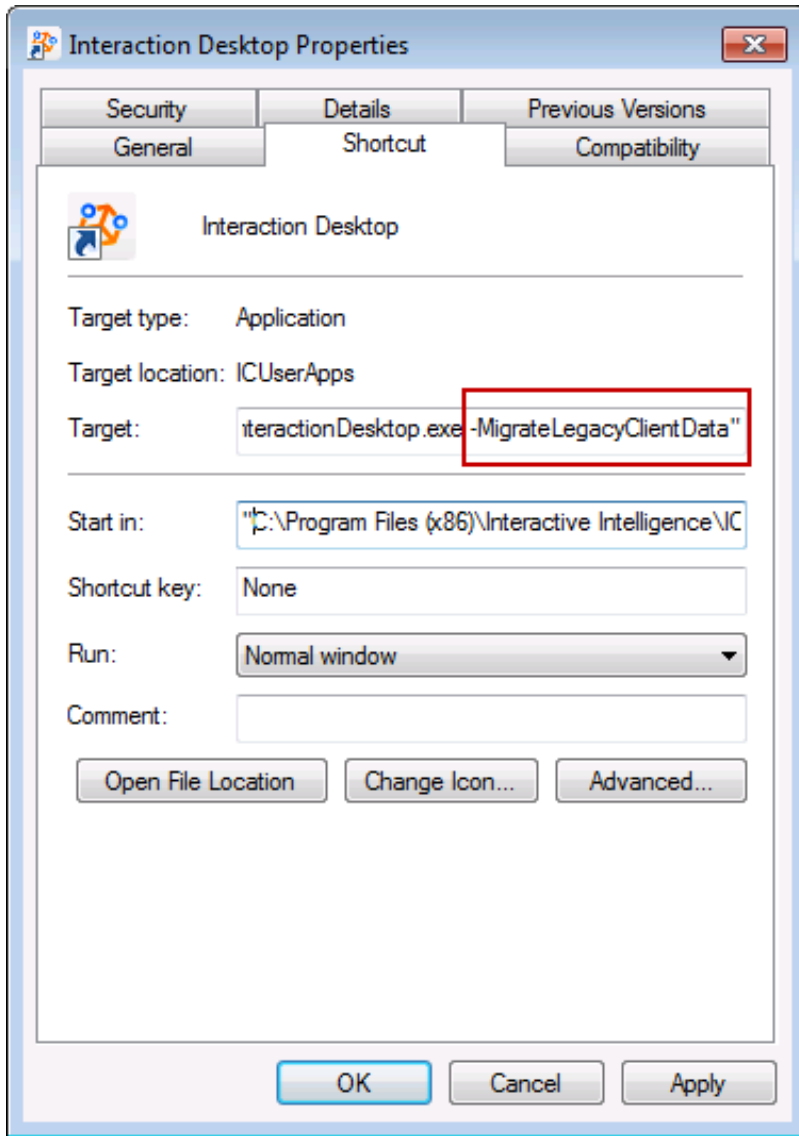 Interaction Desktop Properties
Security Details Previous Versions
General Shortcut Compatibility
Interaction Desktop
Target type: Application
Target location: ICUserApps
Target: nteractionDesktop.exe -MigrateLegacyClientData"
Start in: "C:\Program Files (x86)\Interactive Intelligence\IC
Shortcut key: None
Run: Normal window
Comment:
Open File Location Change Icon... Advanced...
OK Cancel Apply